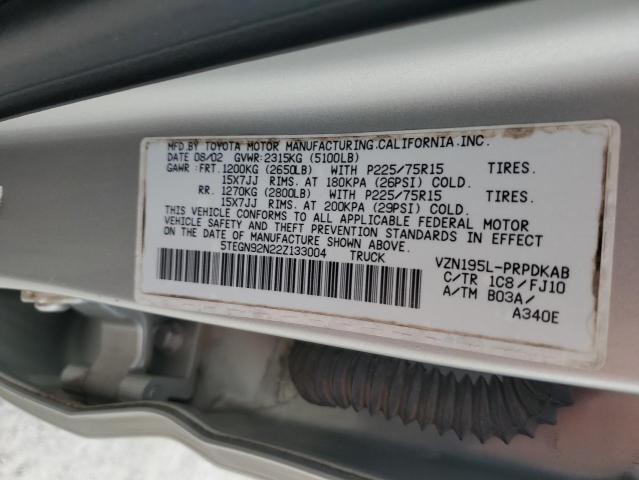 MFD.BY TOYOTA MOTOR MANUFACTURING.CALIFORNIA.INC.
DATE 08/02 GVWR:2315KG (5100LB)
GAWR: FRT.1200KG (2650LB) WITH P225/75R15 TIRES.
15X7JJ RIMS. AT 180KPA (26PSI) COLD.
RR. 1270KG (2800LB) WITH P225/75R15 TIRES.
15X7JJ RIMS. AT 200KPA (29PSI) COLD.
THIS VEHICLE CONFORMS TO ALL APPLICABLE FEDERAL MOTOR
VEHICLE SAFETY AND THEFT PREVENTION STANDARDS IN
EFFECT ON THE DATE OF MANUFACTURE SHOWN ABOVE.
5TEGN92N22Z133004 TRUCK VZN195L-PRPDKAB
C/TR 1C8/FJ10
A/TM B03A/
A340E